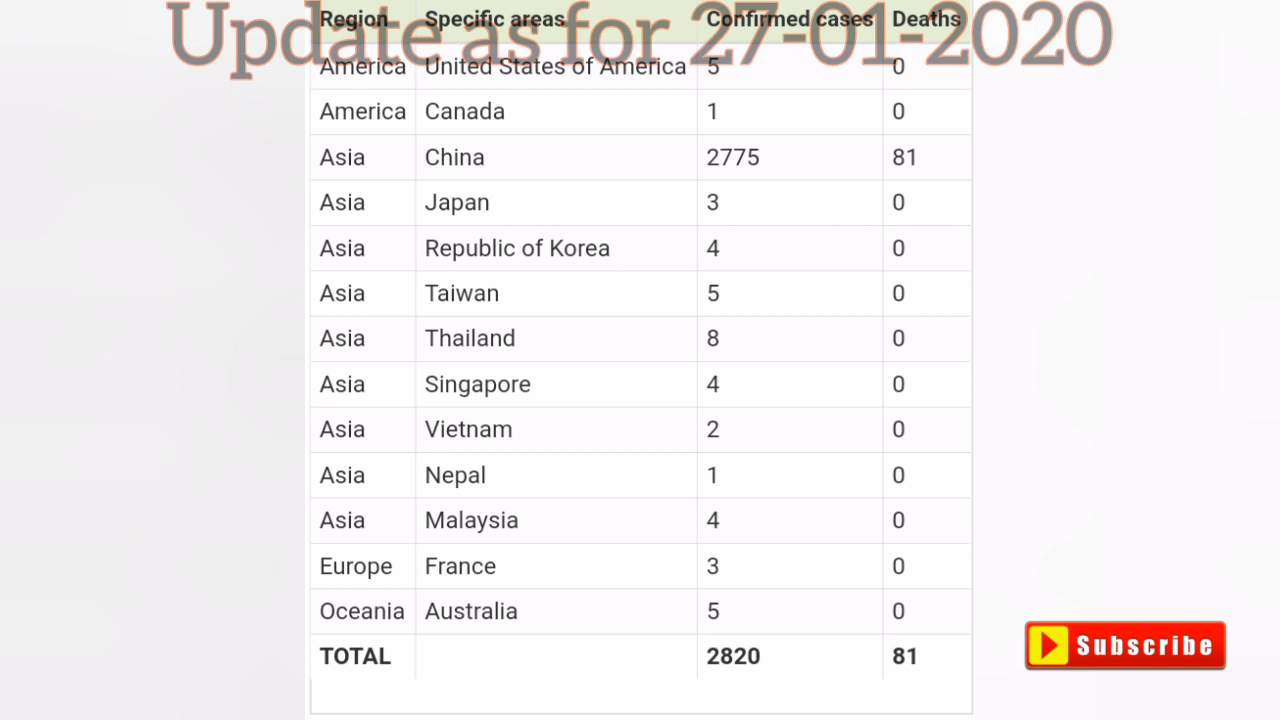 Update as for 27-01-2020
Region Specific areas Confirmed cases Deaths
America United States of America 5 0
America Canada 1 0
Asia China 2775 81
Asia Japan 3 0
Asia Republic of Korea 4 0
Asia Taiwan 5 0
Asia Thailand 8 0
Asia Singapore 4 0
Asia Vietnam 2 0
Asia Nepal 1 0
Asia Malaysia 4 0
Europe France 3 0
Oceania Australia 5 0
TOTAL 2820 81
Subscribe